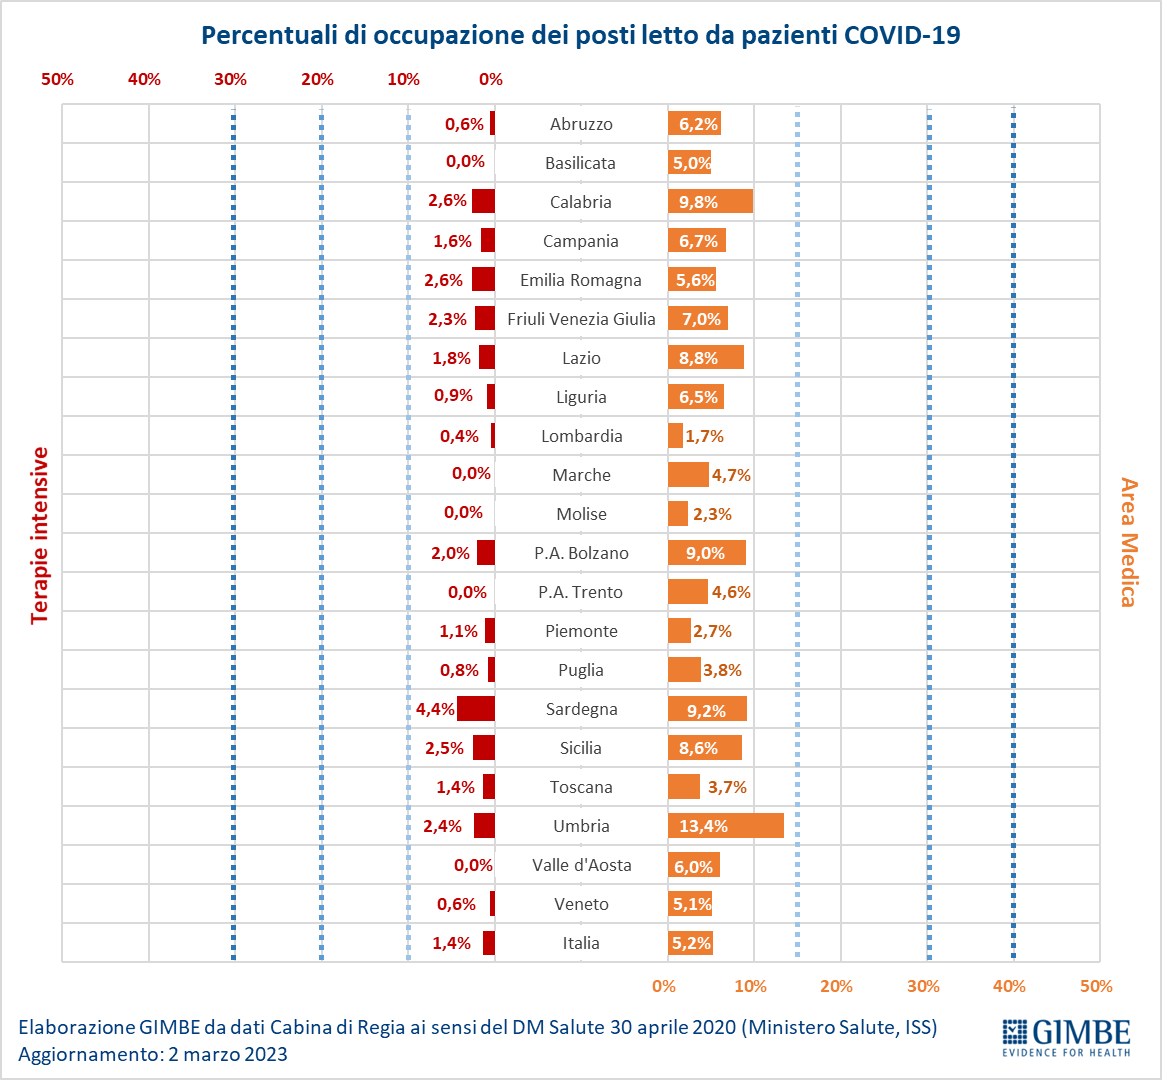 Percentuali di occupazione dei posti letto da pazienti COVID-19
50% 40% 30% 20% 10% 0%
0,6% Abruzzo 6,2%
0,0% Basilicata 5,0%
2,6% Calabria 9,8%
1,6% Campania 6,7%
2,6% Emilia Romagna 5,6%
2,3% Friuli Venezia Giulia 7,0%
1,8% Lazio 8,8%
0,9% Liguria 6,5%
0,4% Lombardia 1,7%
0,0% Marche 4,7%
0,0% Molise 2,3%
2,0% P.A. Bolzano 9,0%
0,0% P.A. Trento 4,6%
1,1% Piemonte 2,7%
0,8% Puglia 3,8%
4,4% Sardegna 9,2%
2,5% Sicilia 8,6%
1,4% Toscana 3,7%
2,4% Umbria 13,4%
0,0% Valle d'Aosta 6,0%
0,6% Veneto 5,1%
1,4% Italia 5,2%
Terapie intensive
Area Medica
0% 10% 20% 30% 40% 50%
Elaborazione GIMBE da dati Cabina di Regia ai sensi del DM Salute 30 aprile 2020 (Ministero Salute, ISS)
Aggiornamento: 2 marzo 2023
GIMBE
EVIDENCE FOR HEALTH